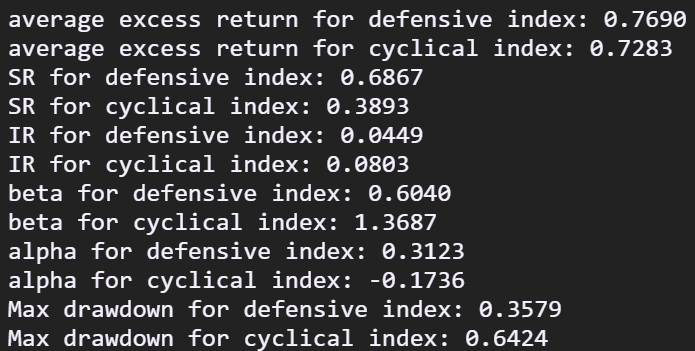 average excess return for defensive index: 0.7690
average excess return for cyclical index: 0.7283
SR for defensive index: 0.6867
SR for cyclical index: 0.3893
IR for defensive index: 0.0449
IR for cyclical index: 0.0803
beta for defensive index: 0.6040
beta for cyclical index: 1.3687
alpha for defensive index: 0.3123
alpha for cyclical index: -0.1736
Max drawdown for defensive index: 0.3579
Max drawdown for cyclical index: 0.6424